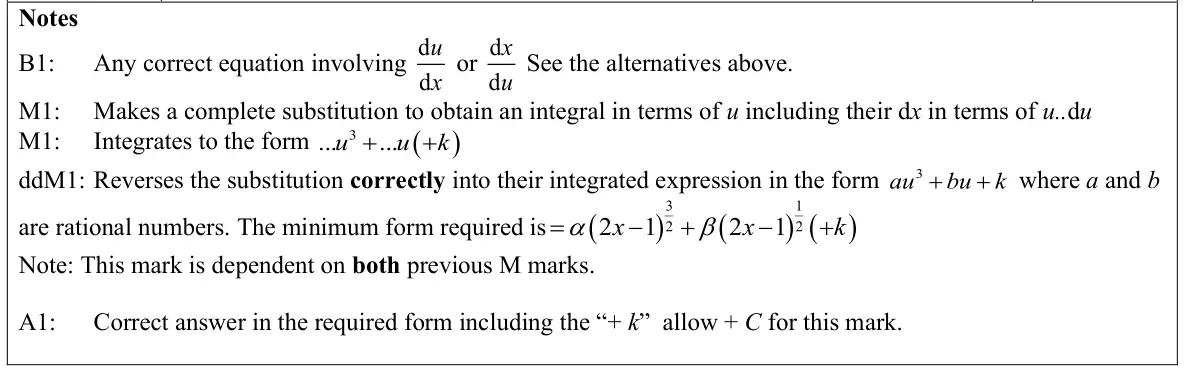 Notes
B1: Any correct equation involving du/dx or dx/du See the alternatives above.
M1: Makes a complete substitution to obtain an integral in terms of u including their dx in terms of u..du
M1: Integrates to the form ...u³ + ...u(+k)
ddM1: Reverses the substitution correctly into their integrated expression in the form au³ + bu + k where a and b
are rational numbers. The minimum form required is = α(2x−1)^(3/2) + β(2x−1)^(1/2) (+k)
Note: This mark is dependent on both previous M marks.
A1: Correct answer in the required form including the “+ k” allow + C for this mark.